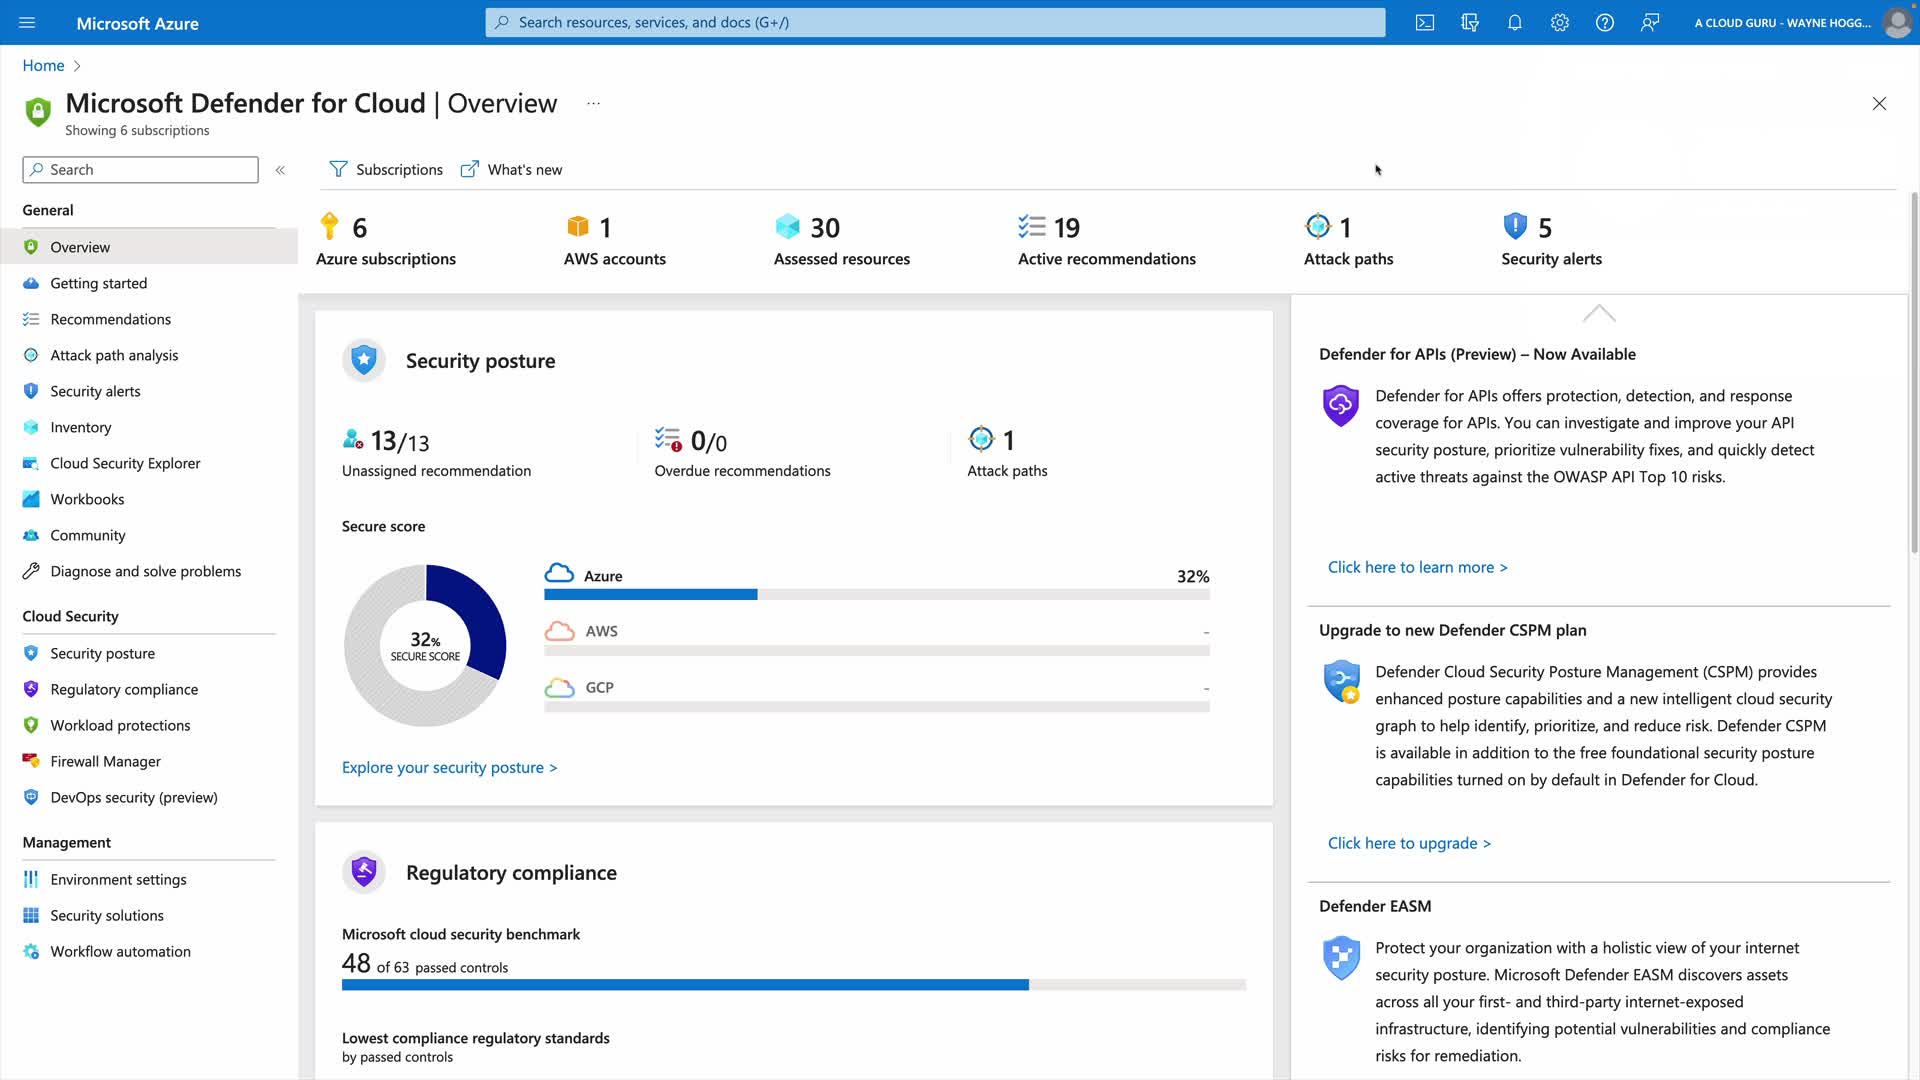 Microsoft Azure
Search resources, services, and docs (G+/)
A CLOUD GURU - WAYNE HOGG...
Home
Microsoft Defender for Cloud | Overview ...
Showing 6 subscriptions
Search
«
Subscriptions
What's new
General
Overview
Getting started
Recommendations
Attack path analysis
Security alerts
Inventory
Cloud Security Explorer
Workbooks
Community
Diagnose and solve problems
Cloud Security
Security posture
Regulatory compliance
Workload protections
Firewall Manager
DevOps security (preview)
Management
Environment settings
Security solutions
Workflow automation
6
Azure subscriptions
1
AWS accounts
30
Assessed resources
19
Active recommendations
1
Attack paths
5
Security alerts
Security posture
13/13
Unassigned recommendation
0/0
Overdue recommendations
1
Attack paths
Secure score
32%
SECURE SCORE
Azure 32%
AWS -
GCP -
Explore your security posture >
Regulatory compliance
Microsoft cloud security benchmark
48 of 63 passed controls
Lowest compliance regulatory standards
by passed controls
Defender for APIs (Preview) – Now Available
Defender for APIs offers protection, detection, and response
coverage for APIs. You can investigate and improve your API
security posture, prioritize vulnerability fixes, and quickly detect
active threats against the OWASP API Top 10 risks.
Click here to learn more >
Upgrade to new Defender CSPM plan
Defender Cloud Security Posture Management (CSPM) provides
enhanced posture capabilities and a new intelligent cloud security
graph to help identify, prioritize, and reduce risk. Defender CSPM
is available in addition to the free foundational security posture
capabilities turned on by default in Defender for Cloud.
Click here to upgrade >
Defender EASM
Protect your organization with a holistic view of your internet
security posture. Microsoft Defender EASM discovers assets
across all your first- and third-party internet-exposed
infrastructure, identifying potential vulnerabilities and compliance
risks for remediation.